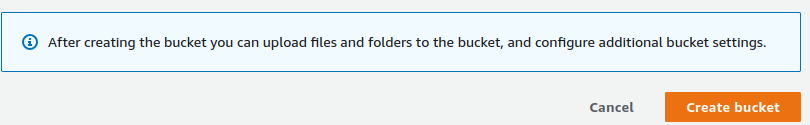 After creating the bucket you can upload files and folders to the bucket, and configure additional bucket settings.
Cancel
Create bucket